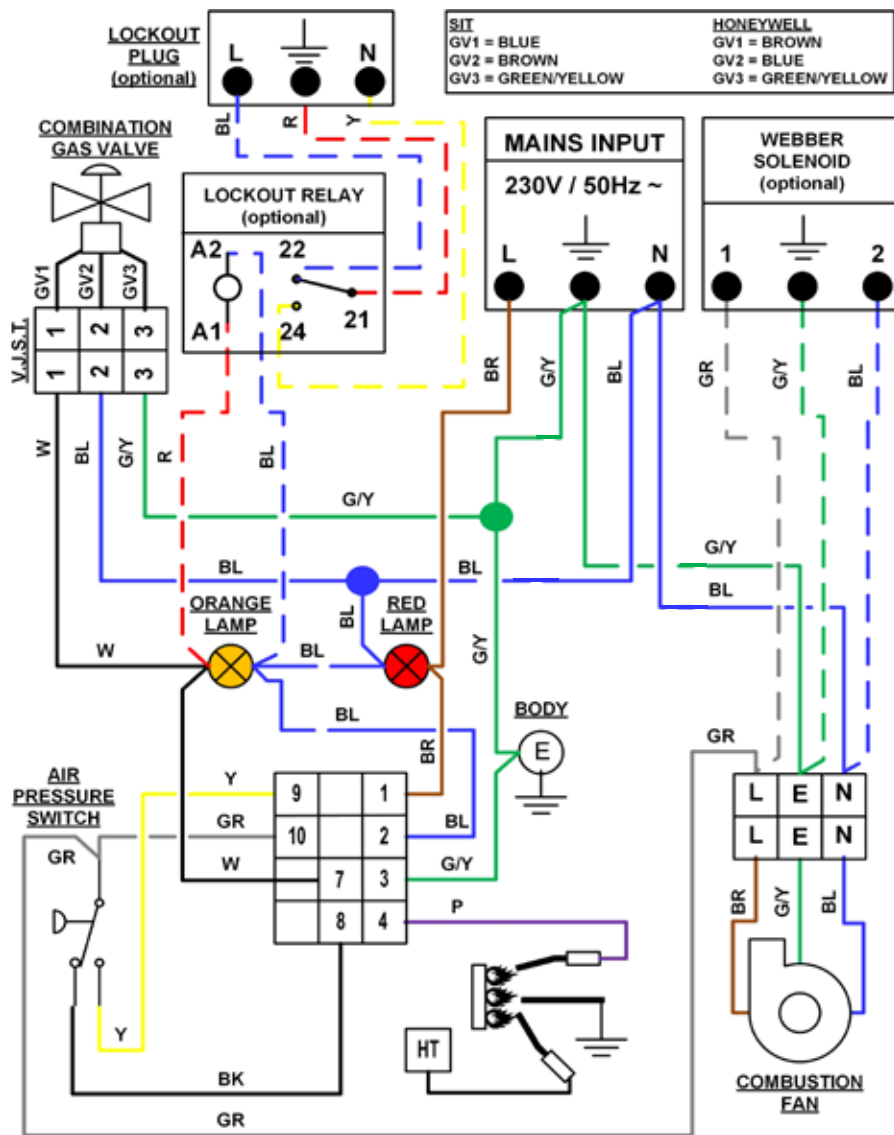 LOCKOUT
PLUG
(optional)
L
N
BL
R
Y
SIT
GV1 = BLUE
GV2 = BROWN
GV3 = GREEN/YELLOW
HONEYWELL
GV1 = BROWN
GV2 = BLUE
GV3 = GREEN/YELLOW
COMBINATION
GAS VALVE
GV1
GV2
GV3
V.J.S.T.
1
2
3
1
2
3
LOCKOUT RELAY
(optional)
A2
22
A1
24
21
MAINS INPUT
230V / 50Hz ~
L
N
WEBBER
SOLENOID
(optional)
1
2
W
BL
G/Y
R
BL
BR
G/Y
BL
GR
G/Y
BL
G/Y
G/Y
BL
BL
BL
ORANGE
LAMP
BL
RED
LAMP
W
BL
G/Y
BL
BR
BODY
E
AIR
PRESSURE
SWITCH
Y
GR
GR
W
9
1
10
2
7
3
8
4
BL
G/Y
P
GR
L
E
N
L
E
N
BR
G/Y
BL
Y
BK
GR
HT
COMBUSTION
FAN